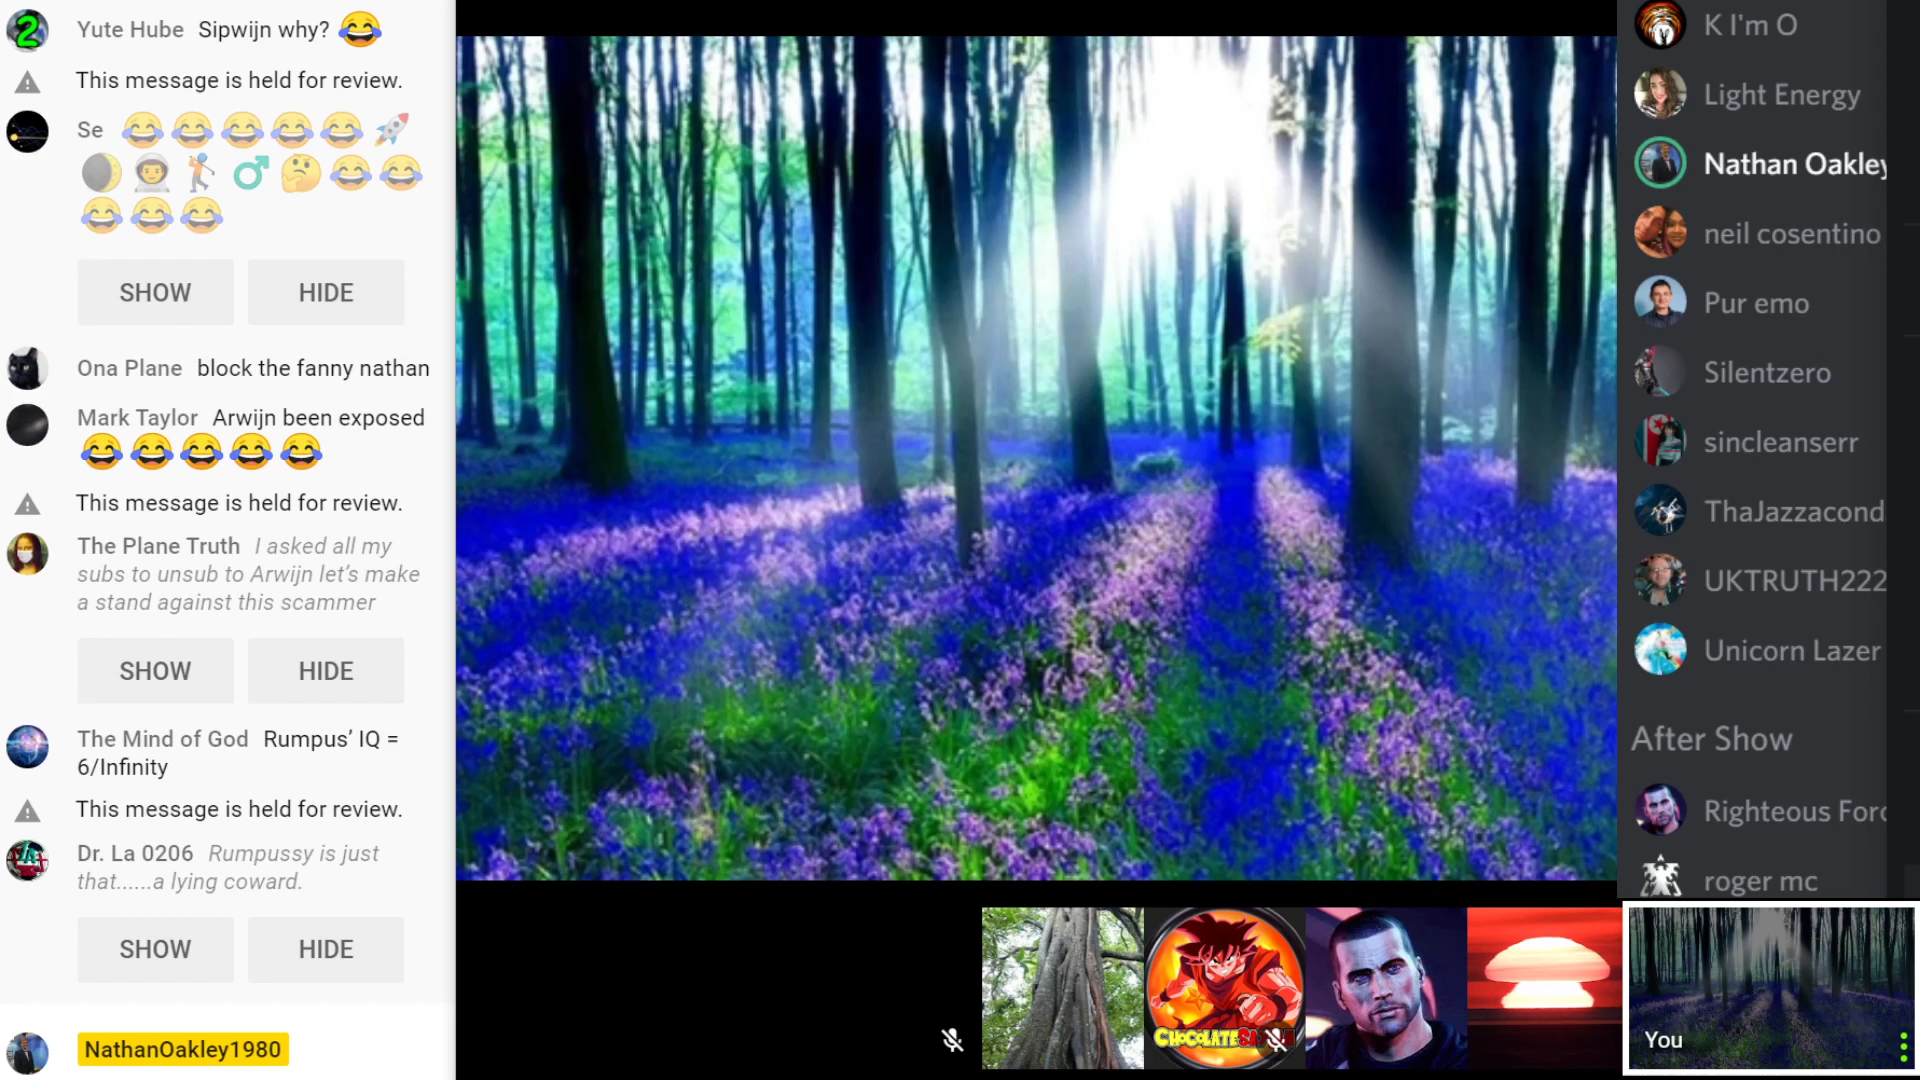 Yute Hube Sipwijn why? 😂
This message is held for review.
Se 😂😂😂😂😂🚀
🌒👨‍🚀🏌♂🤔😂😂
😂😂😂
SHOW HIDE
Ona Plane block the fanny nathan
Mark Taylor Arwijn been exposed
😂😂😂😂😂
This message is held for review.
The Plane Truth I asked all my
subs to unsub to Arwijn let’s make
a stand against this scammer
SHOW HIDE
The Mind of God Rumpus’ IQ =
6/Infinity
This message is held for review.
Dr. La 0206 Rumpussy is just
that......a lying coward.
SHOW HIDE
NathanOakley1980
K I'm O
Light Energy
Nathan Oakley
neil cosentino
Pur emo
Silentzero
sincleanserr
ThaJazzacond
UKTRUTH222
Unicorn Lazer
After Show
Righteous Forc
roger mc
You